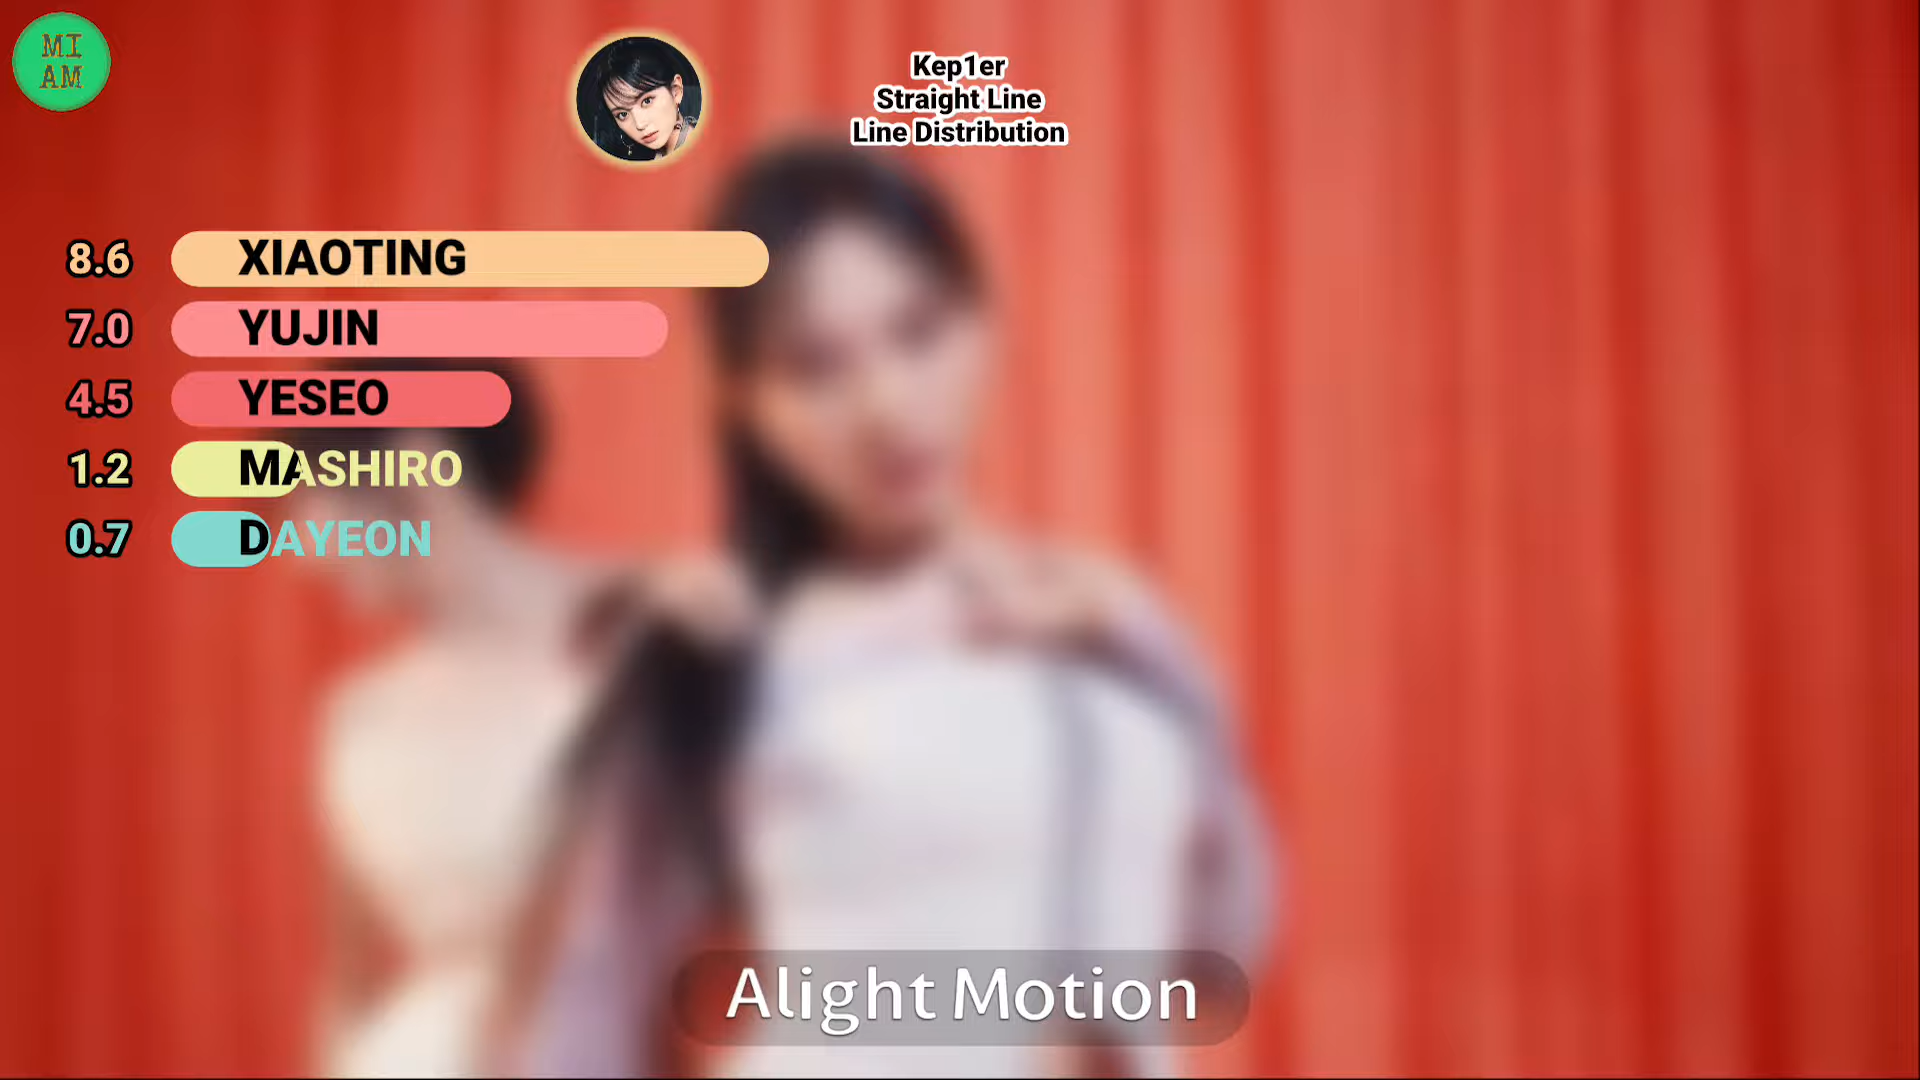 MI
AM
Kep1er
Straight Line
Line Distribution
8.6 XIAOTING
7.0 YUJIN
4.5 YESEO
1.2 MASHIRO
0.7 DAYEON
Alight Motion